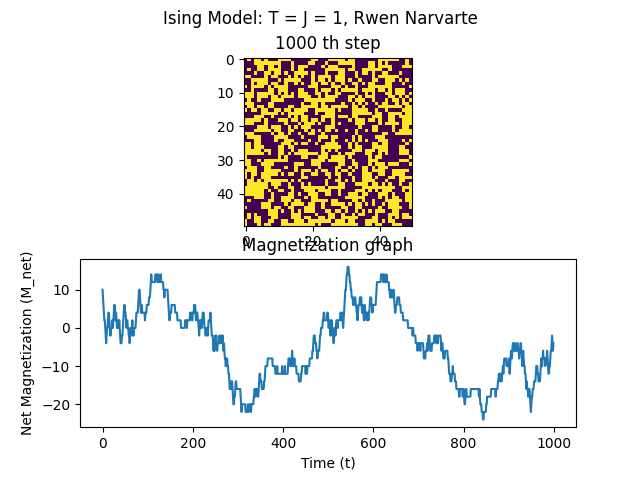 Ising Model: T = J = 1, Rwen Narvarte
1000 th step
0
10
20
30
40
0 20 40
Magnetization graph
Net Magnetization (M_net)
10
0
−10
−20
0 200 400 600 800 1000
Time (t)